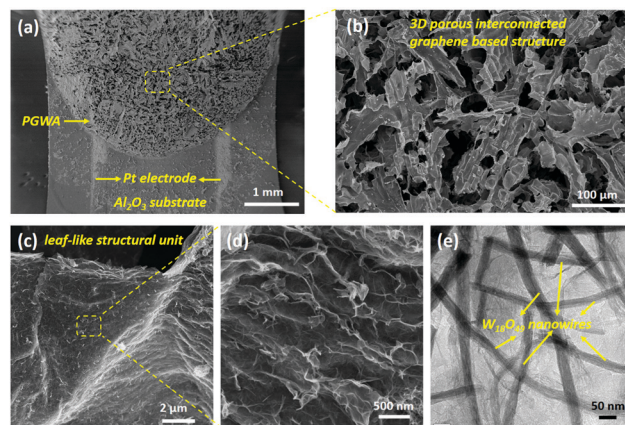 (a)
PGWA
Pt electrode
Al₂O₃ substrate
1 mm
(b)
3D porous interconnected
graphene based structure
100 μm
(c)
leaf-like structural unit
2 μm
(d)
500 nm
(e)
W₁₈O₄₉ nanowires
50 nm